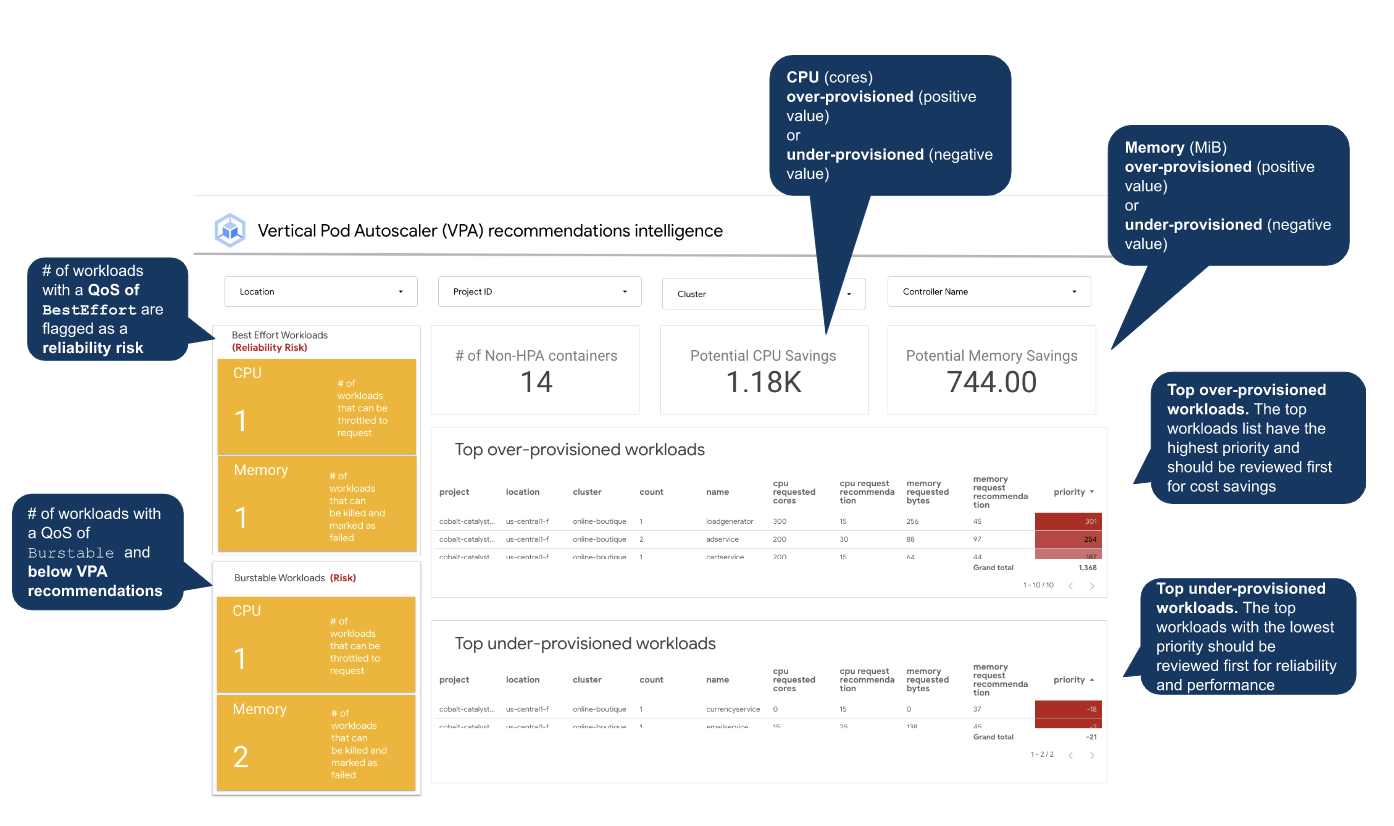 CPU (cores)
over-provisioned (positive
value)
or
under-provisioned (negative
value)
Memory (MiB)
over-provisioned (positive
value)
or
under-provisioned (negative
value)
Vertical Pod Autoscaler (VPA) recommendations intelligence
# of workloads
with a QoS of
BestEffort are
flagged as a
reliability risk
Location
Project ID
Cluster
Controller Name
Best Effort Workloads
(Reliability Risk)
CPU
1
# of
workloads
that can be
throttled to
request
Memory
1
# of
workloads
that can
be killed and
marked as
failed
# of Non-HPA containers
14
Potential CPU Savings
1.18K
Potential Memory Savings
744.00
Top over-provisioned
workloads. The top
workloads list have the
highest priority and
should be reviewed first
for cost savings
Top over-provisioned workloads
project location cluster count name cpu requested cores cpu request recommenda tion memory requested bytes memory request recommenda tion priority
cobalt-catalyst... us-central1-f online-boutique 1 loadgenerator 300 15 256 45 301
cobalt-catalyst... us-central1-f online-boutique 2 adservice 200 30 88 97 254
cobalt-catalyst... us-central1-f online-boutique 1 cartservice 200 15 64 44 187
Grand total 1,368
1 - 10 / 10
# of workloads with
a QoS of
Burstable and
below VPA
recommendations
Burstable Workloads (Risk)
CPU
1
# of
workloads
that can be
throttled to
request
Memory
2
# of
workloads
that can
be killed and
marked as
failed
Top under-provisioned
workloads. The top
workloads with the lowest
priority should be
reviewed first for reliability
and performance
Top under-provisioned workloads
project location cluster count name cpu requested cores cpu request recommenda tion memory requested bytes memory request recommenda tion priority
cobalt-catalyst... us-central1-f online-boutique 1 currencyservice 0 15 0 37 -18
cobalt-catalyst... us-central1-f online-boutique 1 emailservice 15 25 138 45 -3
Grand total -21
1 - 2 / 2